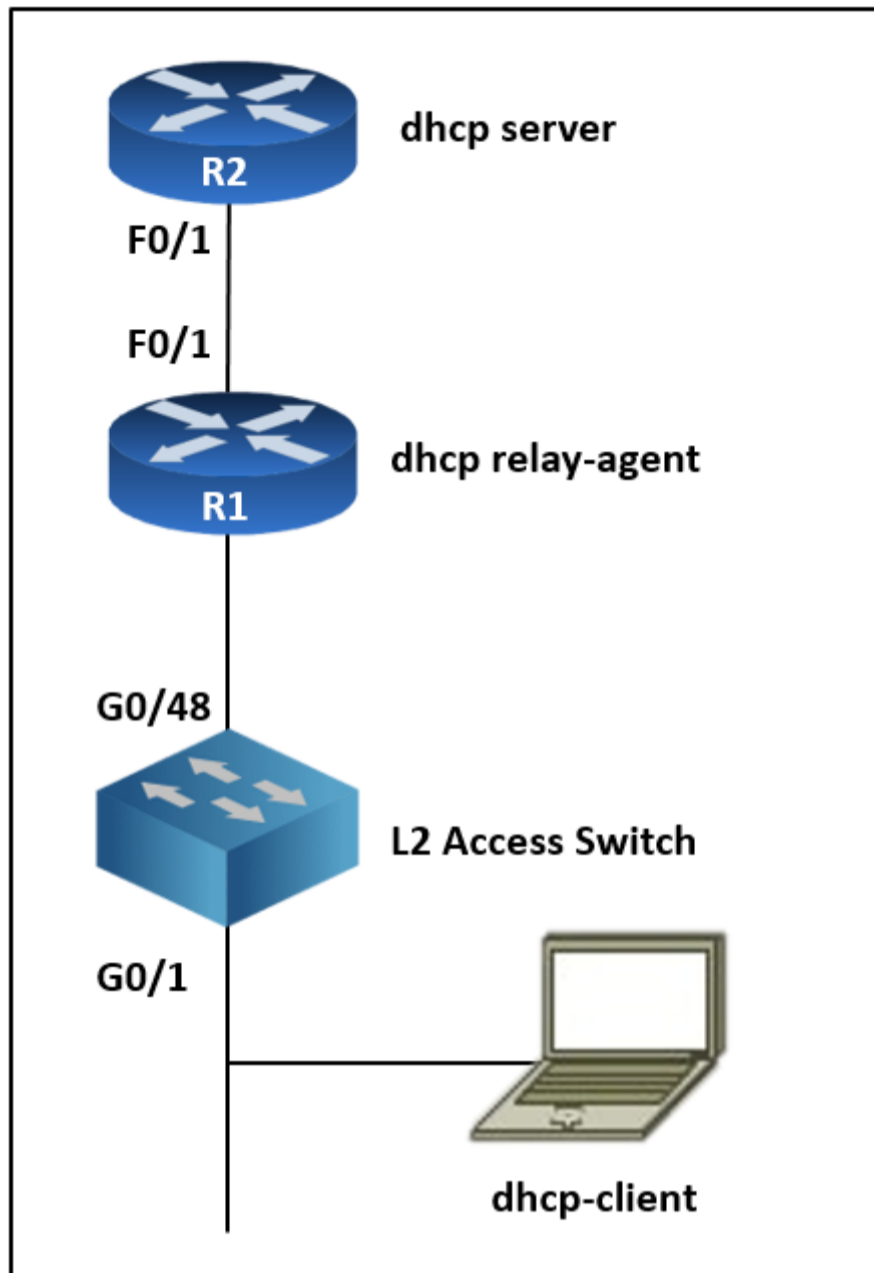 dhcp server
R2
F0/1
F0/1
dhcp relay-agent
R1
G0/48
L2 Access Switch
G0/1
dhcp-client